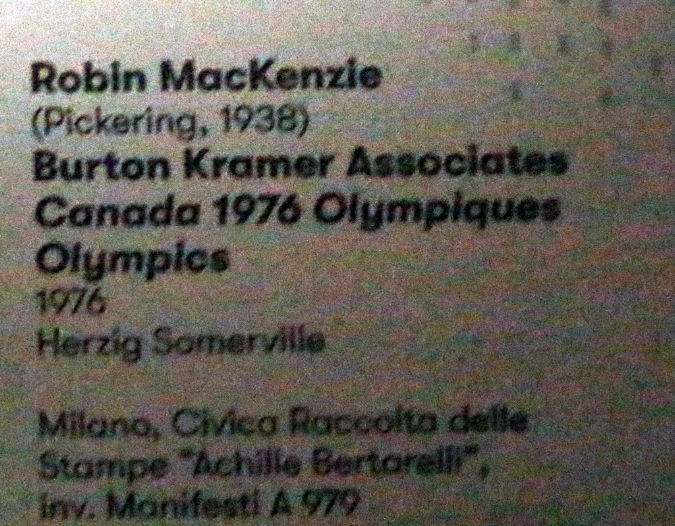 Robin MacKenzie
(Pickering, 1938)
Burton Kramer Associates
Canada 1976 Olympiques
Olympics
1976
Herzig Somerville
Milano, Civica Raccolta delle
Stampe "Achille Bertarelli",
inv. Manifesti A 979